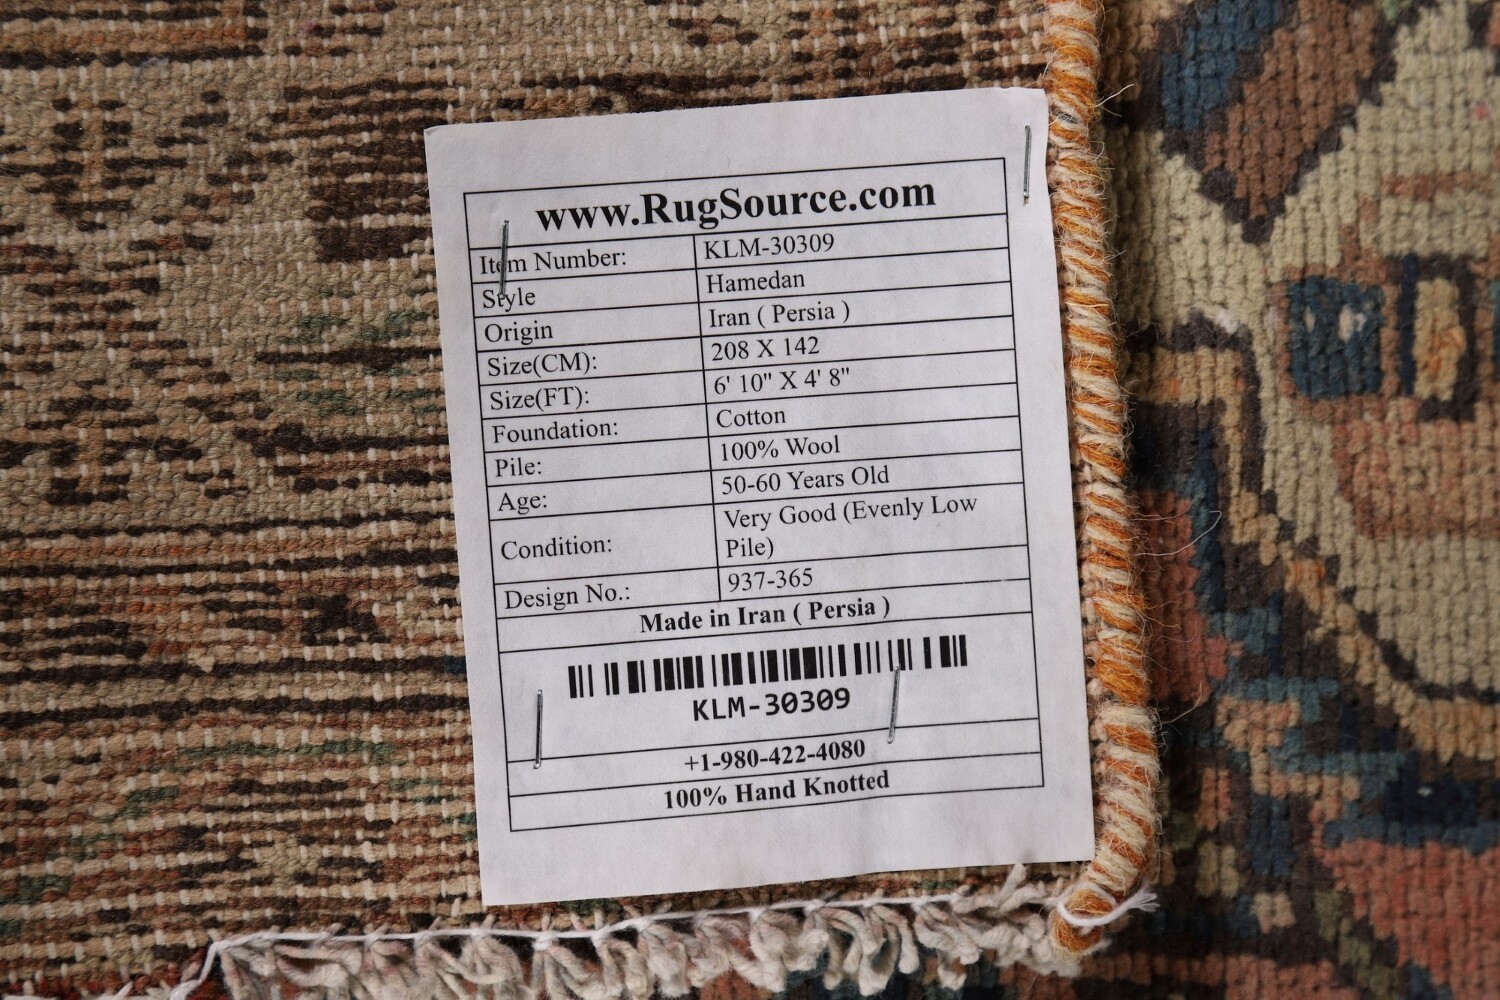 www.RugSource.com
Item Number: KLM-30309
Style Hamedan
Origin Iran ( Persia )
Size(CM): 208 X 142
Size(FT): 6' 10" X 4' 8"
Foundation: Cotton
Pile: 100% Wool
Age: 50-60 Years Old
Condition: Very Good (Evenly Low
Pile)
Design No.: 937-365
Made in Iran ( Persia )
KLM-30309
+1-980-422-4080
100% Hand Knotted